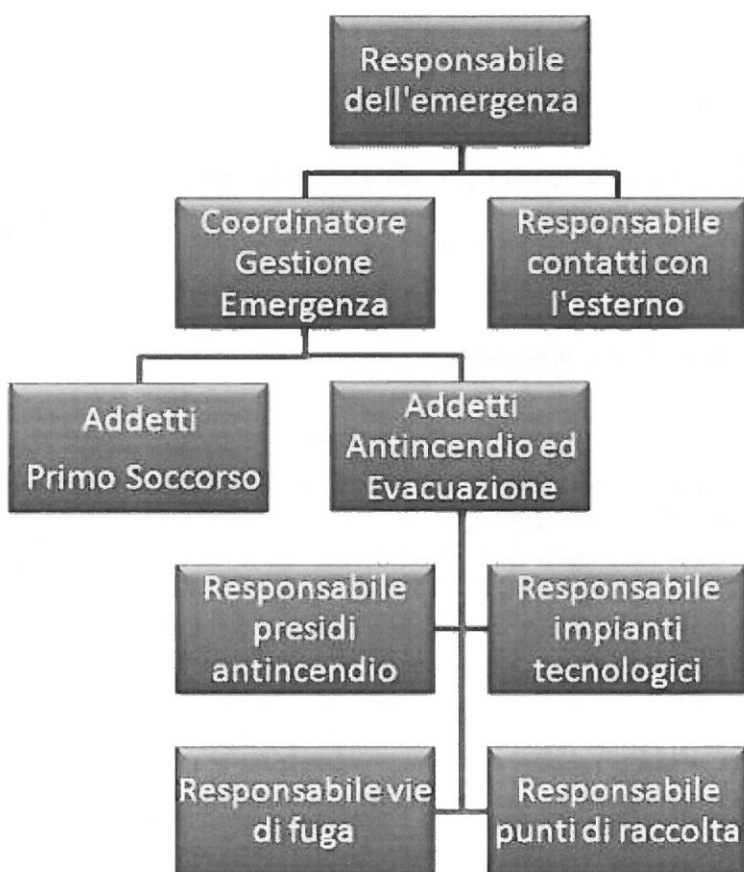 Responsabile
dell'emergenza
Coordinatore
Gestione
Emergenza
Responsabile
contatti con
l'esterno
Addetti
Primo Soccorso
Addetti
Antincendio ed
Evacuazione
Responsabile
presidi
antincendio
Responsabile
impianti
tecnologici
Responsabile vie
di fuga
Responsabile
punti di raccolta